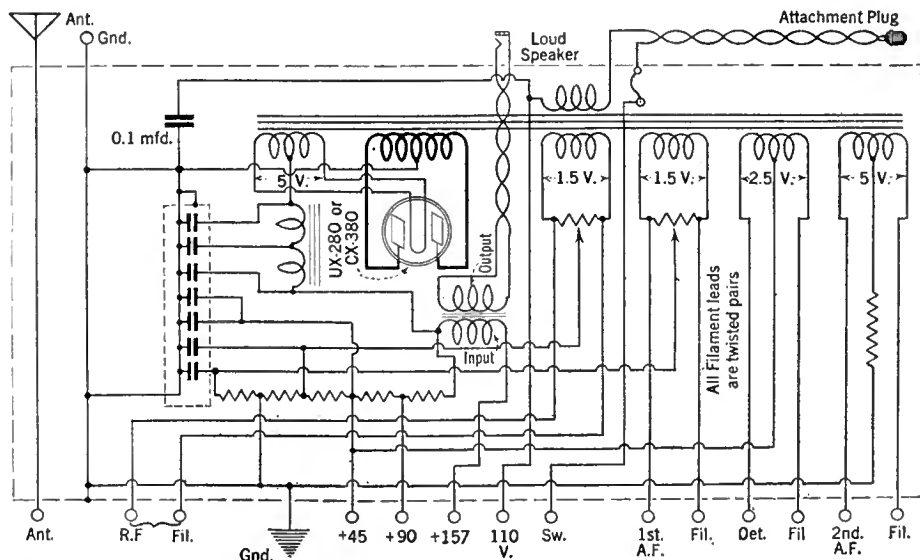 Ant.
Gnd.
Loud
Speaker
Attachment Plug
0.1 mfd.
5 V.
1.5 V.
1.5 V.
2.5 V.
5 V.
UX-280 or
CX-380
Output
Input
All Filament leads
are twisted pairs
Ant.
R.F Fil.
Gnd.
+45
+90
+157
110
V.
Sw.
1st.
A.F.
Fil.
Det.
Fil
2nd.
A.F.
Fil.